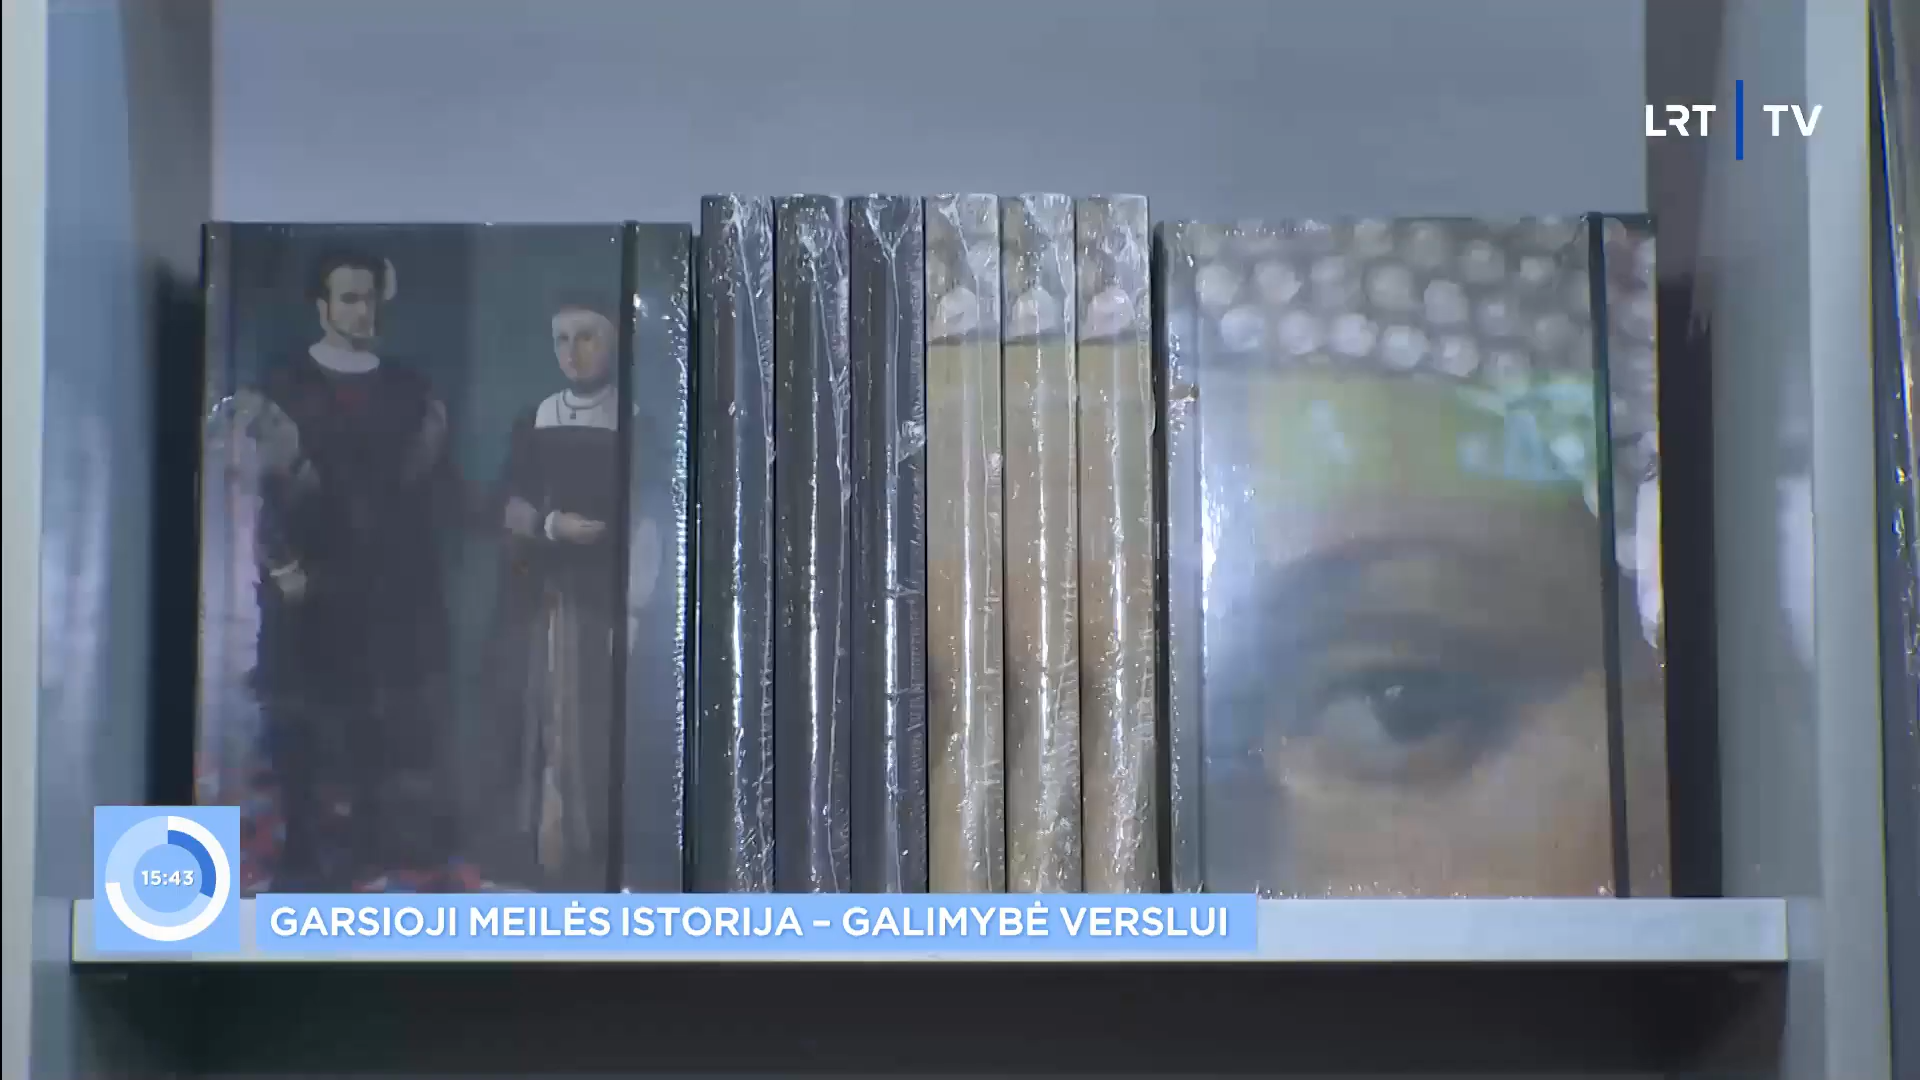 LRT | TV
15:43
GARSIOJI MEILĖS ISTORIJA – GALIMYBĖ VERSLUI